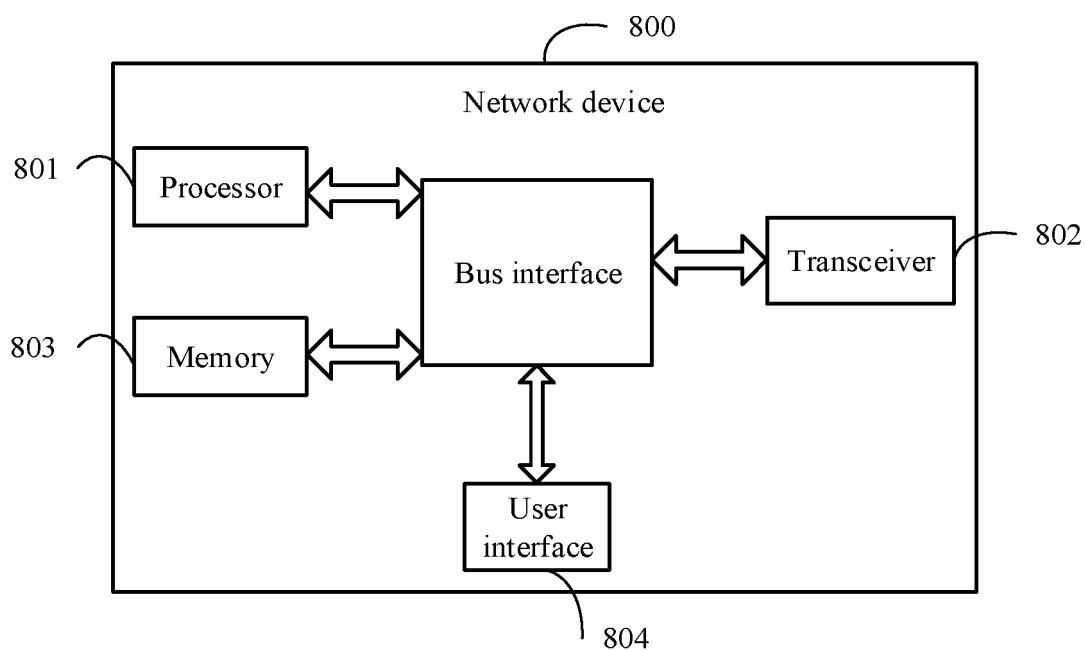 800
Network device
801
Processor
Bus interface
Transceiver
802
803
Memory
User
interface
804